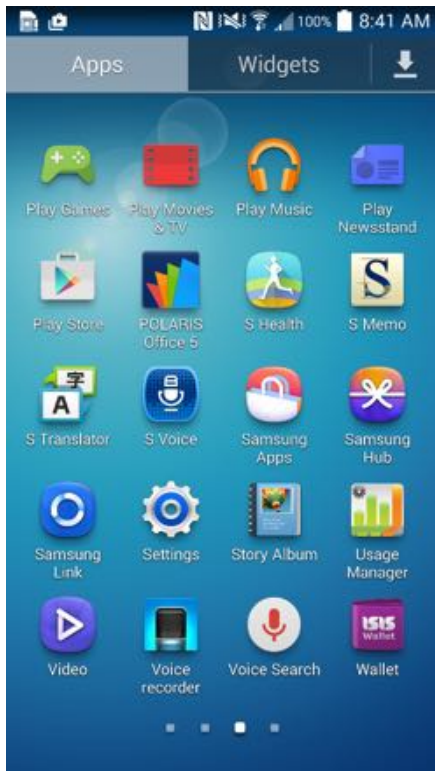 100% 8:41 AM
Apps Widgets
Play Games Play Movies & TV Play Music Play Newsstand
S
Play Store POLARIS Office 5 S Health S Memo
字
A
S Translator S Voice Samsung Apps Samsung Hub
Samsung Link Settings Story Album Usage Manager
ISIS
Wallet
Video Voice recorder Voice Search Wallet